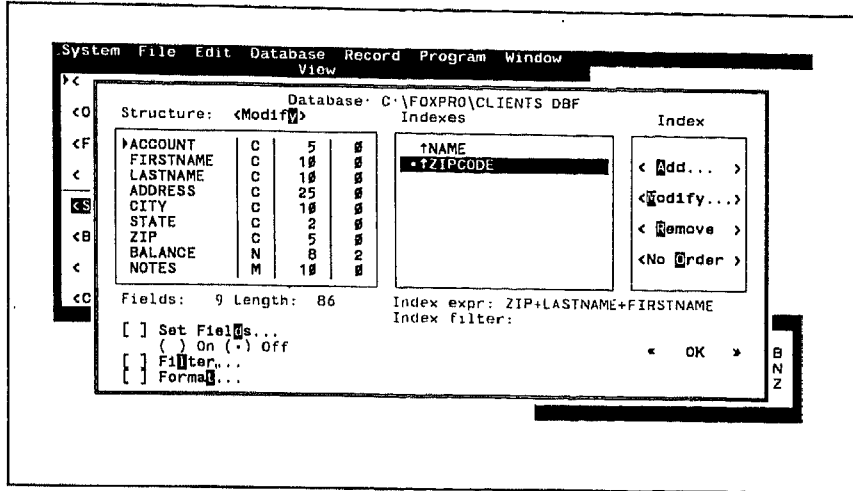 System File Edit Database Record Program Window
View
Database: C:\FOXPRO\CLIENTS DBF
Structure: <Modify> Indexes Index
ACCOUNT C 5 0
FIRSTNAME C 10 0
LASTNAME C 10 0
ADDRESS C 25 0
CITY C 10 0
STATE C 2 0
ZIP C 5 0
BALANCE N 8 2
NOTES M 10 0
↑NAME
•↑ZIPCODE
< Add... >
<Modify...>
< Remove >
<No Order >
<
<O
<F
<
<S
<B
<
<C
Fields: 9 Length: 86
Index expr: ZIP+LASTNAME+FIRSTNAME
Index filter:
[ ] Set Fields...
( ) On (·) Off
[ ] Filter...
[ ] Format...
« OK »
B
N
Z